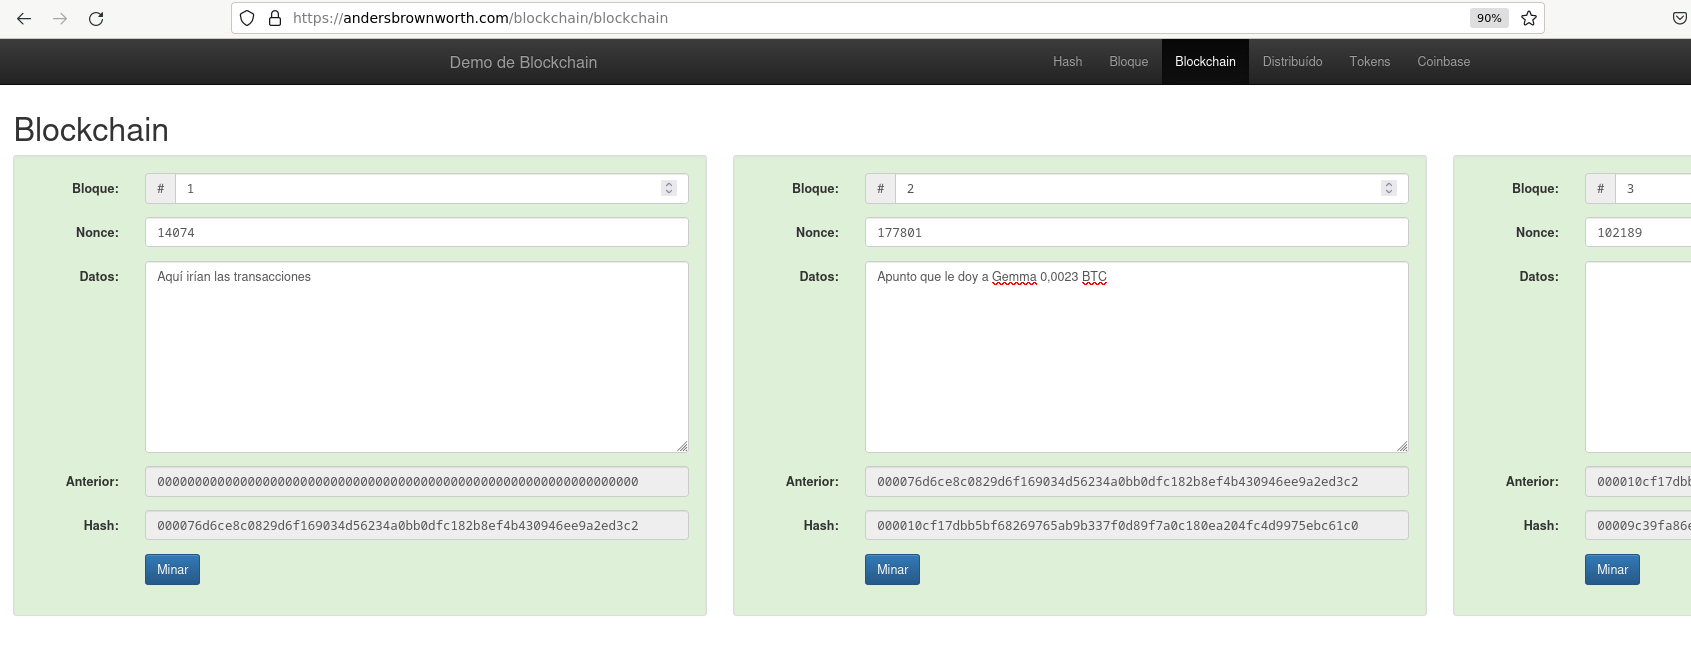 https://andersbrownworth.com/blockchain/blockchain
90%
Demo de Blockchain
Hash
Bloque
Blockchain
Distribuído
Tokens
Coinbase
Blockchain
Bloque:
#
1
Nonce:
14074
Datos:
Aquí irían las transacciones
Anterior:
0000000000000000000000000000000000000000000000000000000000000000
Hash:
000076d6ce8c0829d6f169034d56234a0bb0dfc182b8ef4b430946ee9a2ed3c2
Minar
Bloque:
#
2
Nonce:
177801
Datos:
Apunto que le doy a Gemma 0,0023 BTC
Anterior:
000076d6ce8c0829d6f169034d56234a0bb0dfc182b8ef4b430946ee9a2ed3c2
Hash:
000010cf17dbb5bf68269765ab9b337f0d89f7a0c180ea204fc4d9975ebc61c0
Minar
Bloque:
#
3
Nonce:
102189
Datos:
Anterior:
000010cf17dbb
Hash:
00009c39fa86e
Minar